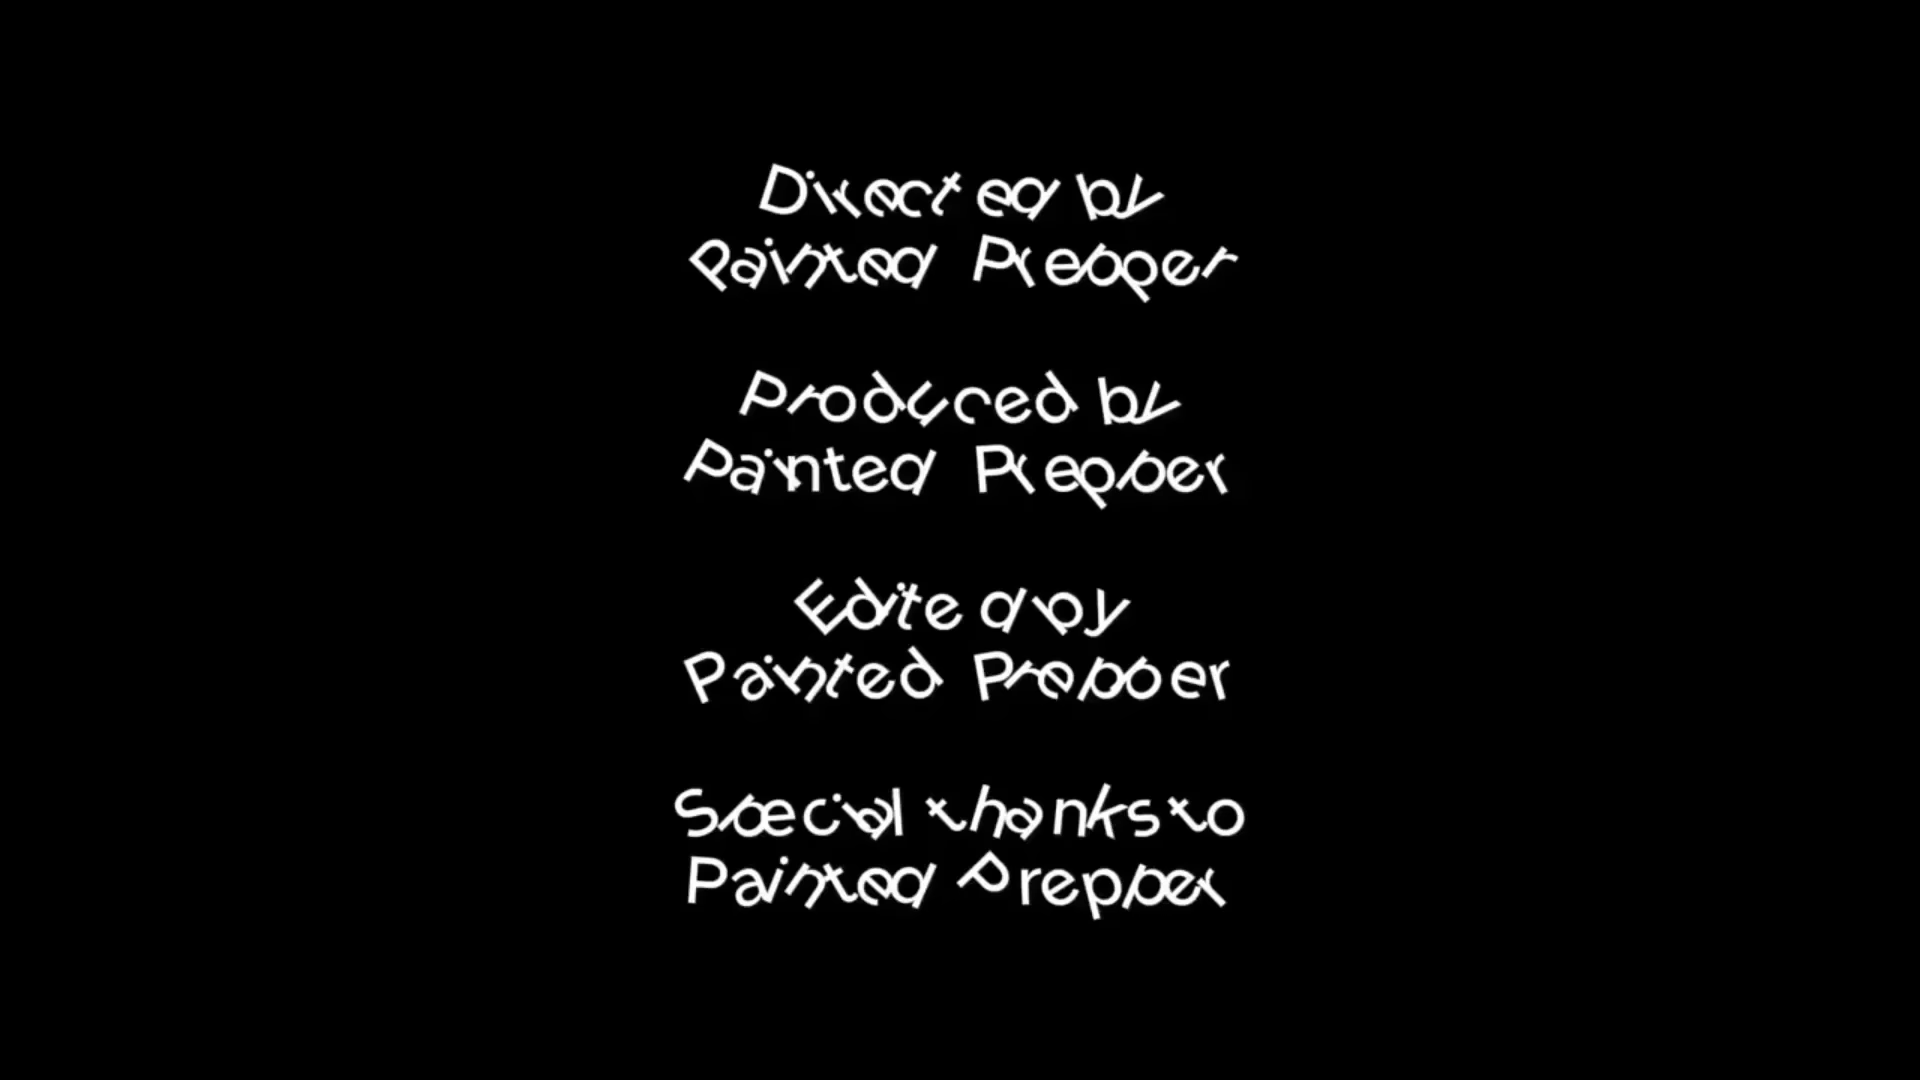 Directed by
Painted Prepper
Produced by
Painted Prepper
Edited by
Painted Prepper
Special thanks to
Painted Prepper